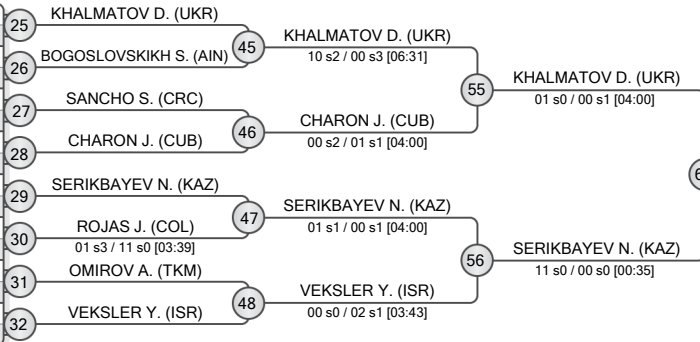 25
KHALMATOV D. (UKR)
26
BOGOSLOVSKIKH S. (AIN)
45
KHALMATOV D. (UKR)
10 s2 / 00 s3 [06:31]
27
SANCHO S. (CRC)
28
CHARON J. (CUB)
46
CHARON J. (CUB)
00 s2 / 01 s1 [04:00]
55
KHALMATOV D. (UKR)
01 s0 / 00 s1 [04:00]
29
SERIKBAYEV N. (KAZ)
30
ROJAS J. (COL)
01 s3 / 11 s0 [03:39]
47
SERIKBAYEV N. (KAZ)
01 s1 / 00 s1 [04:00]
31
OMIROV A. (TKM)
32
VEKSLER Y. (ISR)
48
VEKSLER Y. (ISR)
00 s0 / 02 s1 [03:43]
56
SERIKBAYEV N. (KAZ)
11 s0 / 00 s0 [00:35]